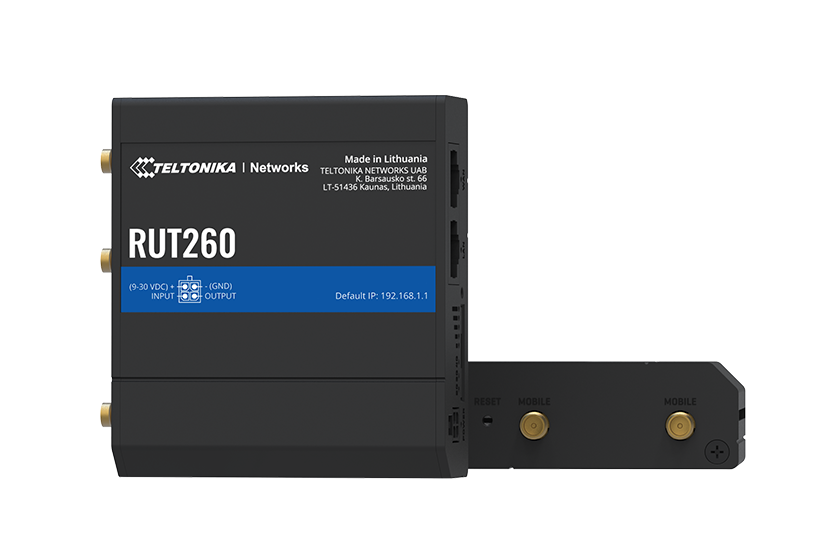 TELTONIKA | Networks
Made in Lithuania
TELTONIKA NETWORKS UAB
K. Barsausko st. 66
LT-51436 Kaunas, Lithuania
RUT260
(9-30 VDC) + - (GND)
INPUT OUTPUT
Default IP: 192.168.1.1
RESET
MOBILE
MOBILE